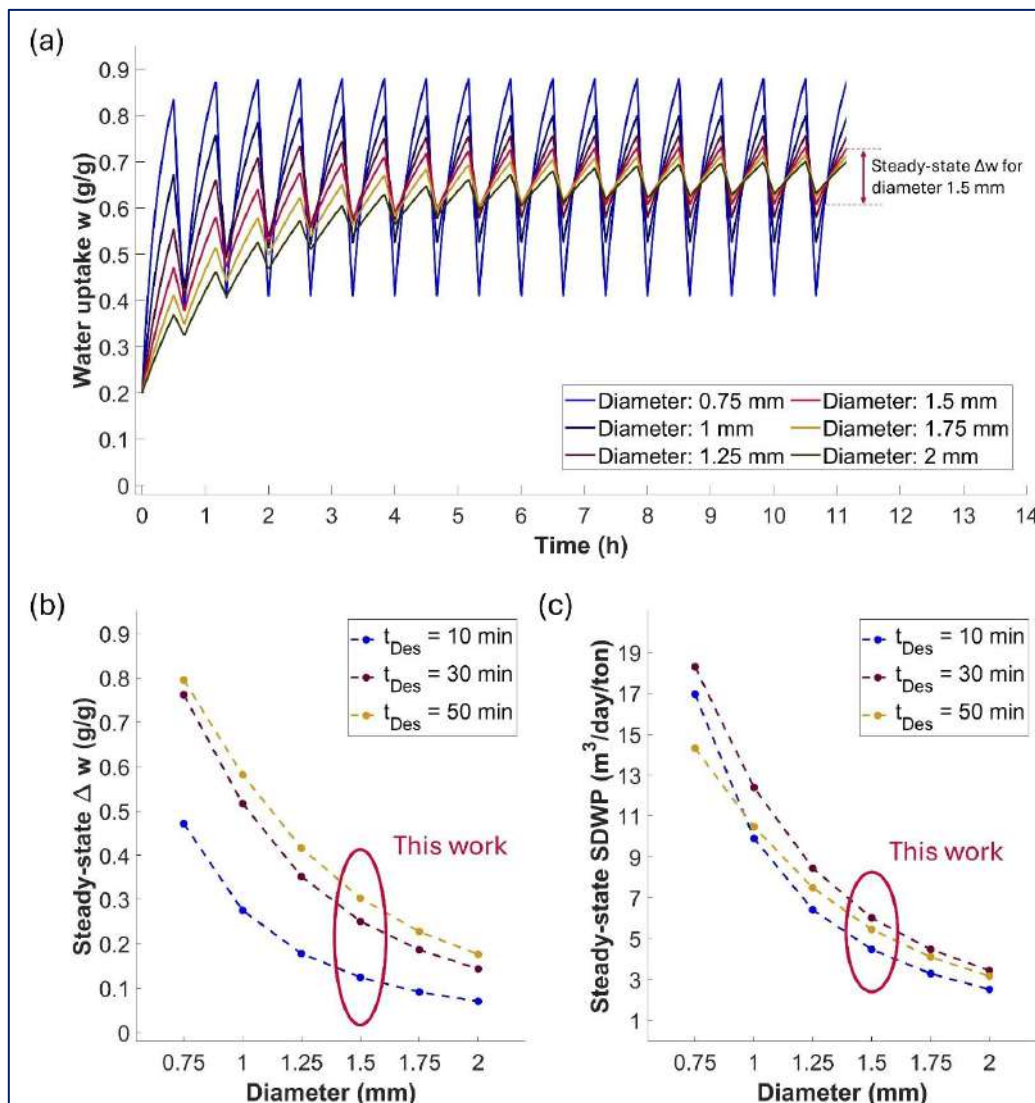 (a)
0.9
0.8
0.7
0.6
0.5
0.4
0.3
0.2
0.1
0
Water uptake w (g/g)
Steady-state Δw for
diameter 1.5 mm
Diameter: 0.75 mm
Diameter: 1.5 mm
Diameter: 1 mm
Diameter: 1.75 mm
Diameter: 1.25 mm
Diameter: 2 mm
0 1 2 3 4 5 6 7 8 9 10 11 12 13 14
Time (h)
(b)
0.9
0.8
0.7
0.6
0.5
0.4
0.3
0.2
0.1
0
Steady-state Δ w (g/g)
t_Des = 10 min
t_Des = 30 min
t_Des = 50 min
This work
0.75 1 1.25 1.5 1.75 2
Diameter (mm)
(c)
19
17
15
13
11
9
7
5
3
1
Steady-state SDWP (m³/day/ton)
t_Des = 10 min
t_Des = 30 min
t_Des = 50 min
This work
0.75 1 1.25 1.5 1.75 2
Diameter (mm)